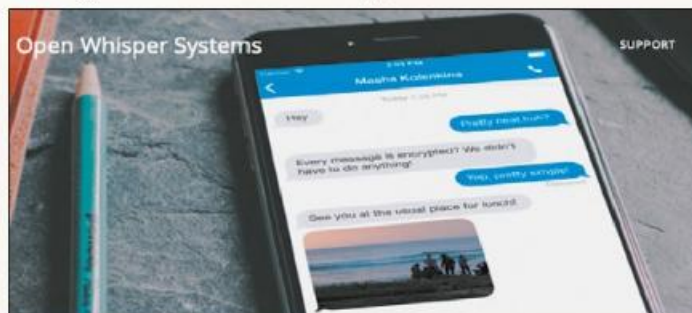 Open Whisper Systems
SUPPORT
Masha Kolenkina
Hey
Pretty neat huh?
Every message is encrypted? We didn't
have to do anything!
Yep, pretty simple!
See you at the usual place for lunch!